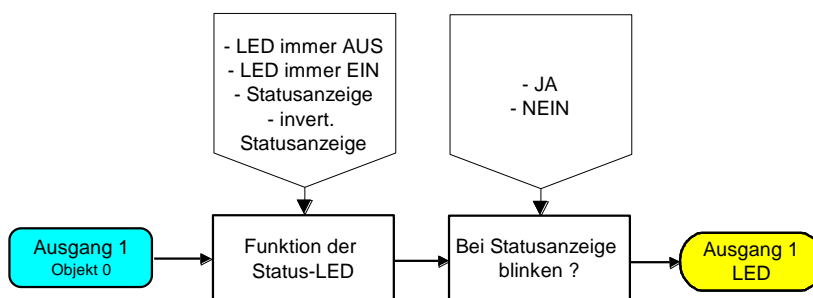 - LED immer AUS
- LED immer EIN
- Statusanzeige
- invert.
Statusanzeige
- JA
- NEIN
Ausgang 1
Objekt 0
Funktion der
Status-LED
Bei Statusanzeige
blinken ?
Ausgang 1
LED